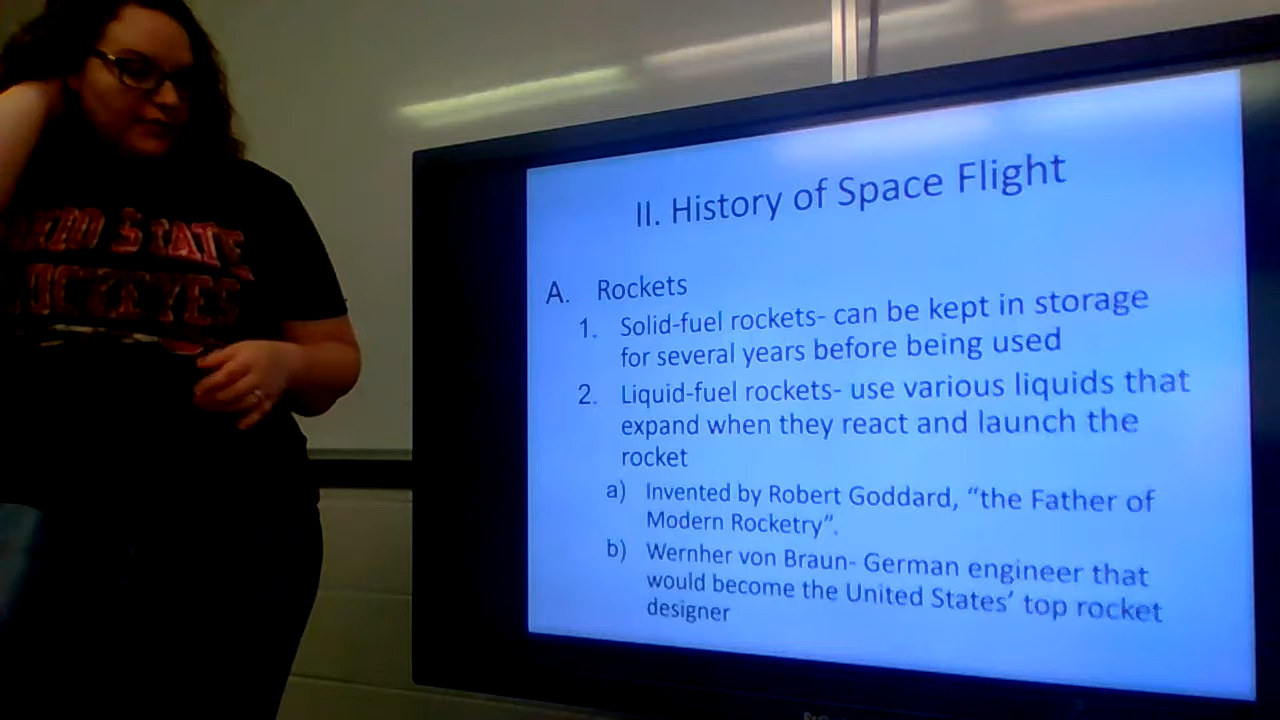 STATE
II. History of Space Flight
A. Rockets
1. Solid-fuel rockets- can be kept in storage
for several years before being used
2. Liquid-fuel rockets- use various liquids that
expand when they react and launch the
rocket
a) Invented by Robert Goddard, “the Father of
Modern Rocketry”.
b) Wernher von Braun- German engineer that
would become the United States’ top rocket
designer